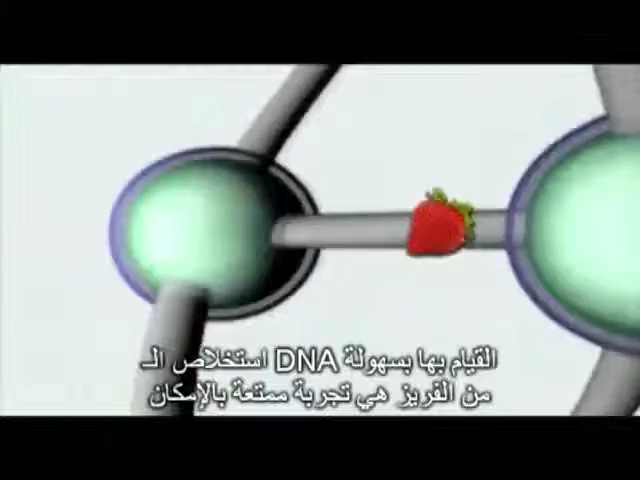 القيام بها بسهولة DNA استخلاص الـ
من الفريز هي تجربة ممتعة بالإمكان